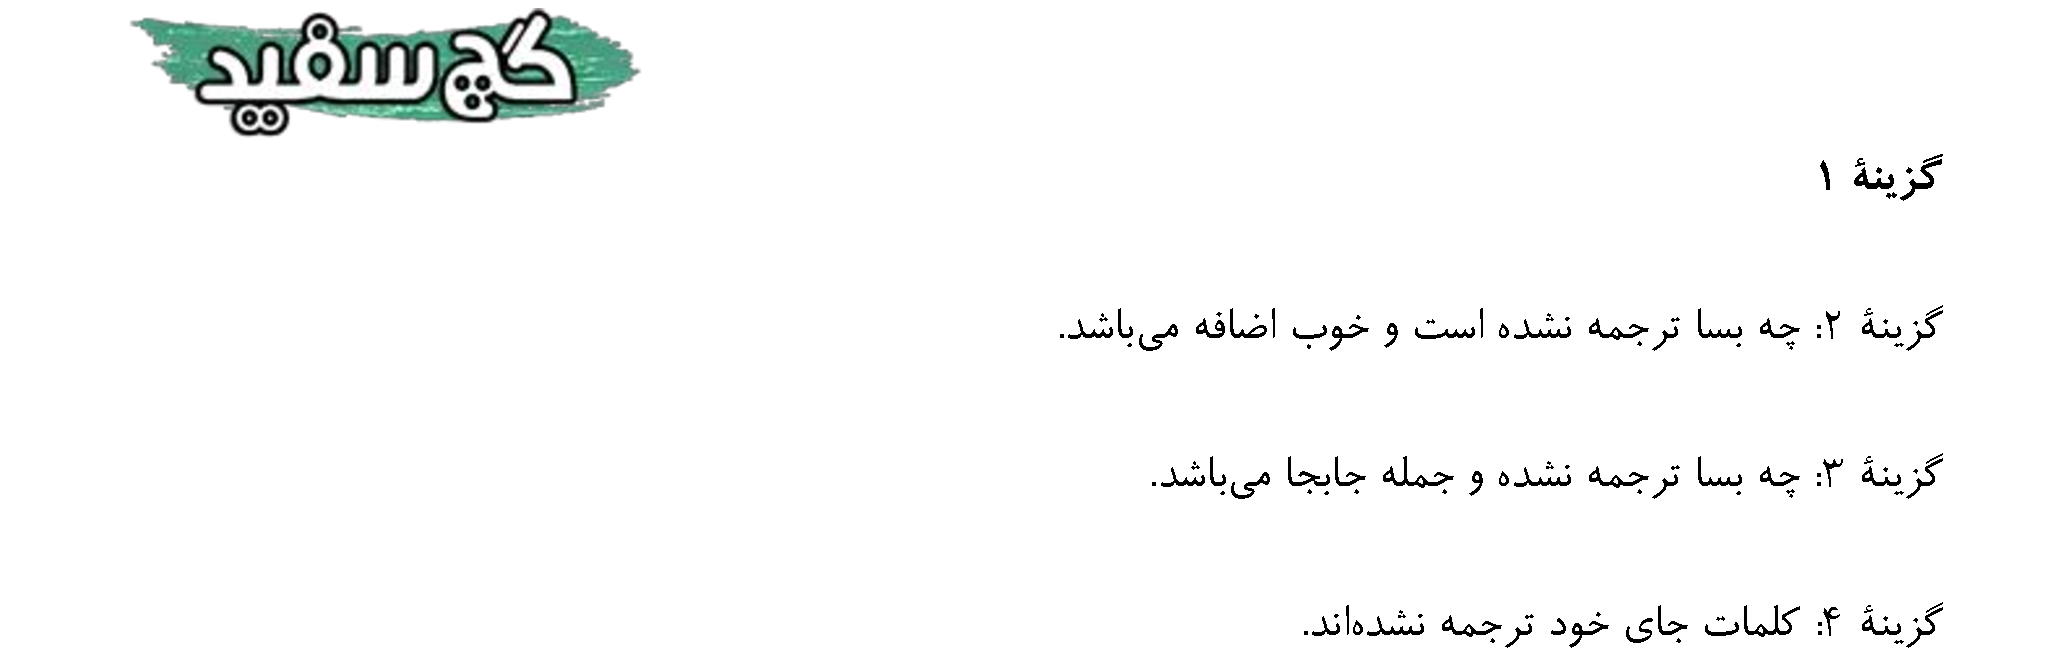 گچ سفید
گزینهٔ ۱
گزینهٔ ۲: چه بسا ترجمه نشده است و خوب اضافه می‌باشد.
گزینهٔ ۳: چه بسا ترجمه نشده و جمله جابجا می‌باشد.
گزینهٔ ۴: کلمات جای خود ترجمه نشده‌اند.